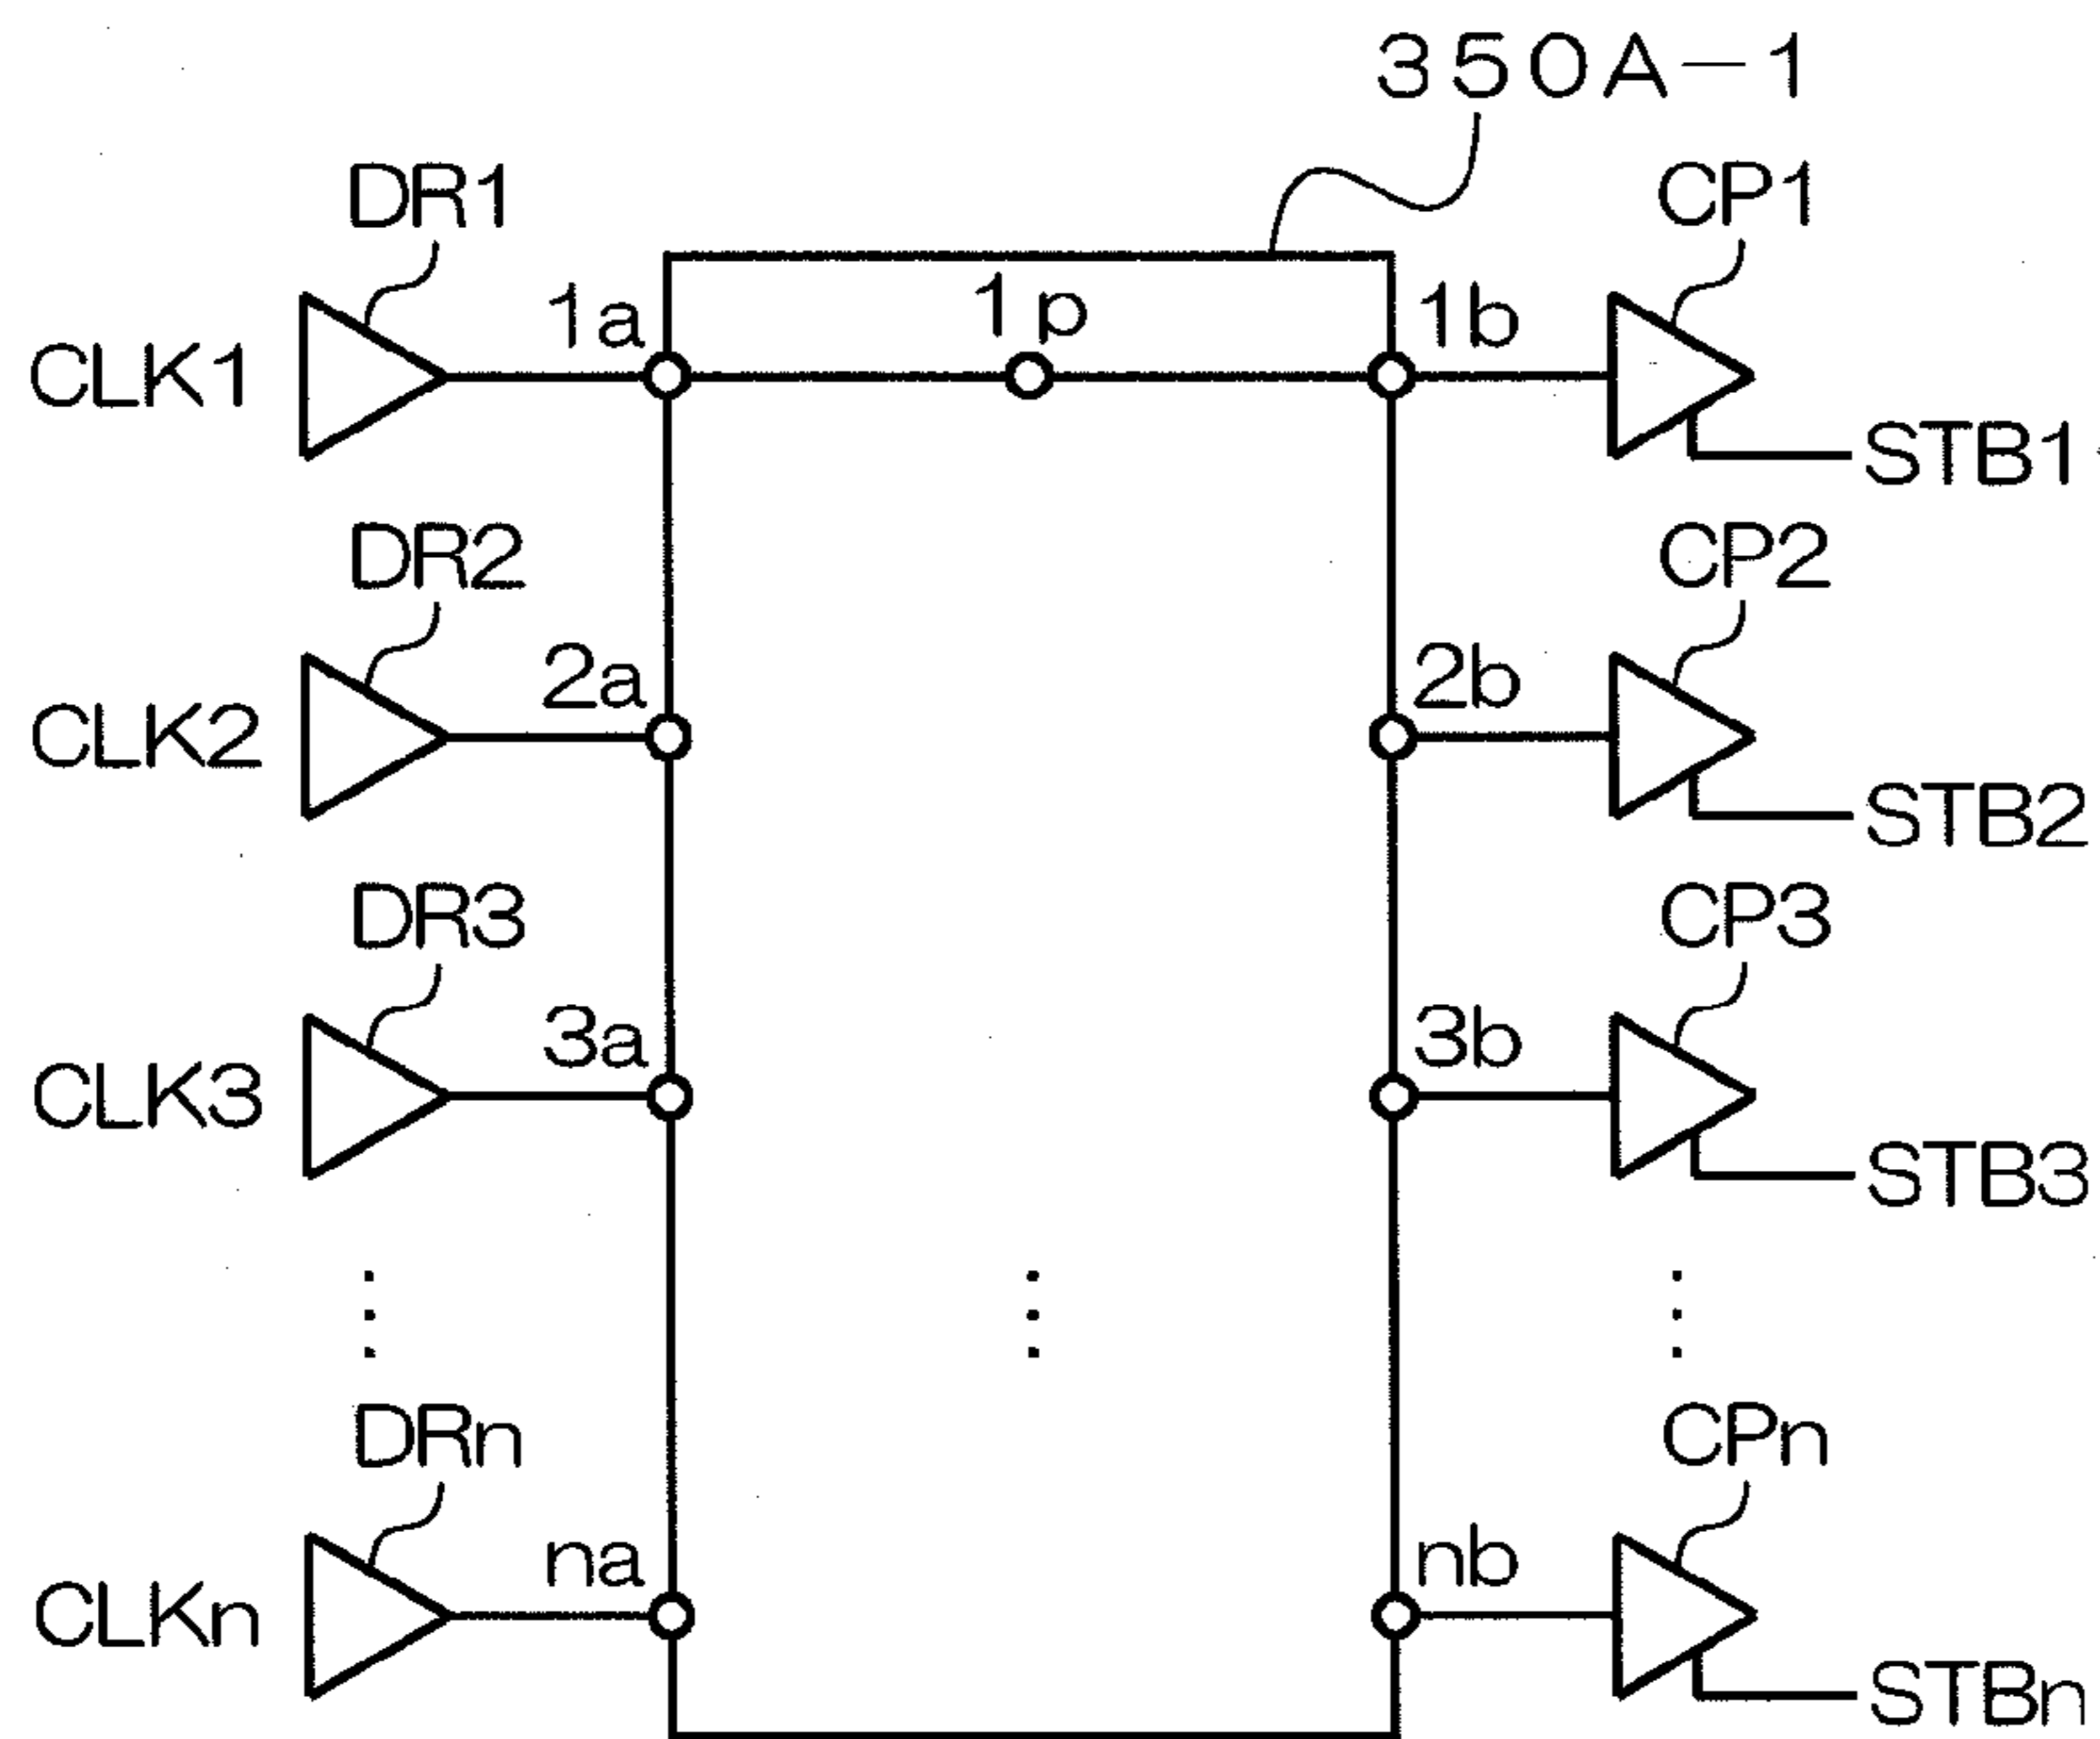 350A-1
DR1
CP1
1a
1p
1b
CLK1
STB1
DR2
CP2
2a
2b
CLK2
STB2
DR3
CP3
3a
3b
CLK3
STB3
DRn
CPn
na
nb
CLKn
STBn